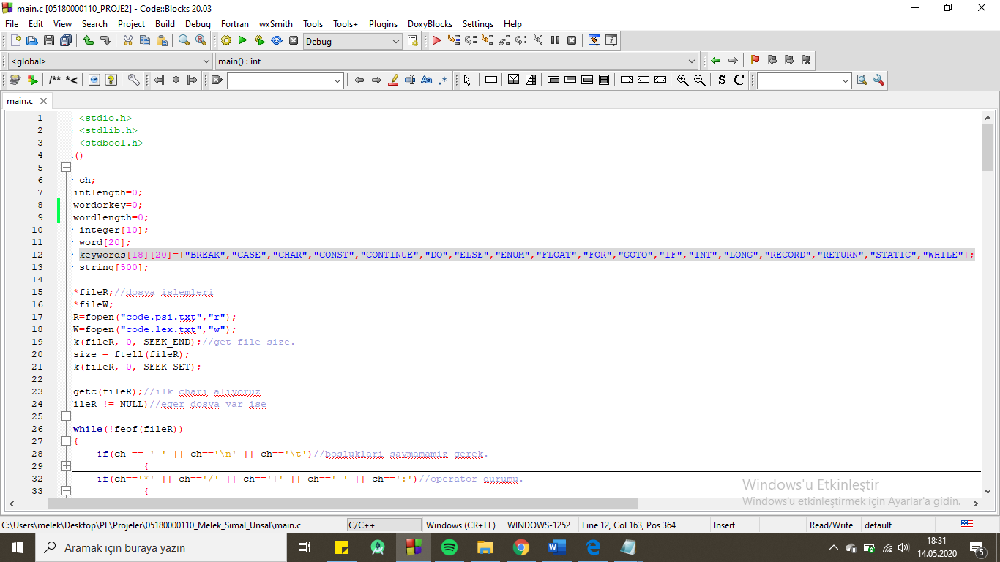 main.c [05180000110_PROJE2] - Code::Blocks 20.03
File Edit View Search Project Build Debug Fortran wxSmith Tools Tools+ Plugins DoxyBlocks Settings Help
Debug
<global> main() : int
/** *< Aa .* S C
main.c
1 <stdio.h>
2 <stdlib.h>
3 <stdbool.h>
4 ()
5
6 ch;
7 intlength=0;
8 wordorkey=0;
9 wordlength=0;
10 integer[10];
11 word[20];
12 keywords[18][20]={"BREAK","CASE","CHAR","CONST","CONTINUE","DO","ELSE","ENUM","FLOAT","FOR","GOTO","IF","INT","LONG","RECORD","RETURN","STATIC","WHILE"};
13 string[500];
14
15 *fileR;//dosya islemleri
16 *fileW;
17 R=fopen("code.psi.txt","r");
18 W=fopen("code.lex.txt","w");
19 k(fileR, 0, SEEK_END);//get file size.
20 size = ftell(fileR);
21 k(fileR, 0, SEEK_SET);
22
23 getc(fileR);//ilk chari aliyoruz
24 ileR != NULL)//eger dosya var ise
25
26 while(!feof(fileR))
27 {
28 if(ch == ' ' || ch=='\n' || ch=='\t')//bosluklari saymamamiz gerek.
29 {
32 if(ch=='*' || ch=='/' || ch=='+' || ch=='-' || ch==':')//operator durumu.
33 {
Windows'u Etkinleştir
Windows'u etkinleştirmek için Ayarlar'a gidin.
C:\Users\melek\Desktop\PL\Projeler\05180000110_Melek_Simal_Unsal\main.c C/C++ Windows (CR+LF) WINDOWS-1252 Line 12, Col 163, Pos 364 Insert Read/Write default
Aramak için buraya yazın
18:31
14.05.2020
5